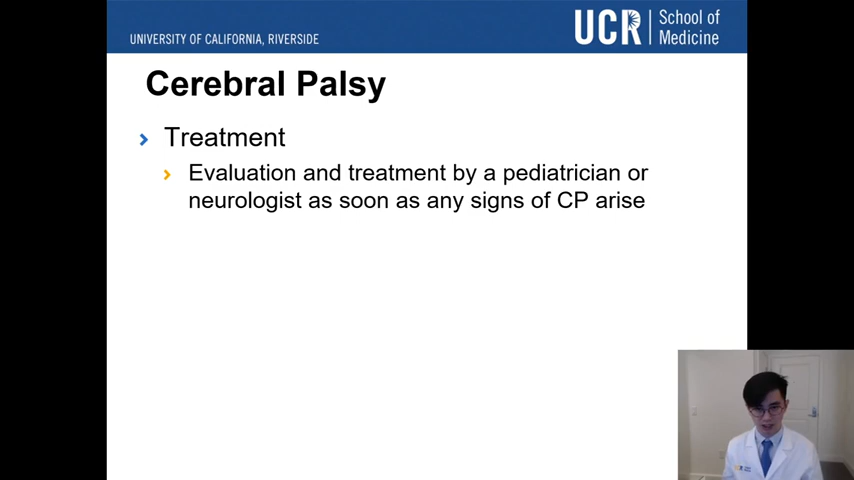 UNIVERSITY OF CALIFORNIA, RIVERSIDE
UCR School of
Medicine
Cerebral Palsy
Treatment
Evaluation and treatment by a pediatrician or
neurologist as soon as any signs of CP arise